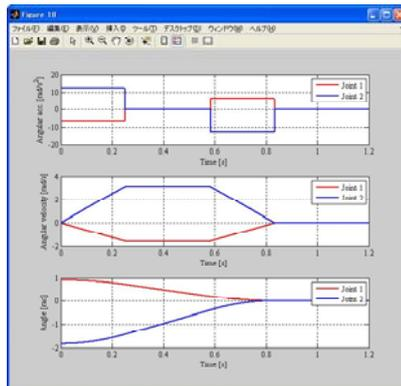 Figure 10
ファイル(F) 編集(E) 表示(V) 挿入(I) ツール(T) デスクトップ(D) ウィンドウ(W) ヘルプ(H)
Angular acc. [rad/s²]
20
10
0
-10
-20
Joint 1
Joint 2
0 0.2 0.4 0.6 0.8 1 1.2
Time [s]
Angular velocity [rad/s]
4
2
0
-2
Joint 1
Joint 2
0 0.2 0.4 0.6 0.8 1 1.2
Time [s]
Angle [rad]
1
0
-1
-2
Joint 1
Joint 2
0 0.2 0.4 0.6 0.8 1 1.2
Time [s]